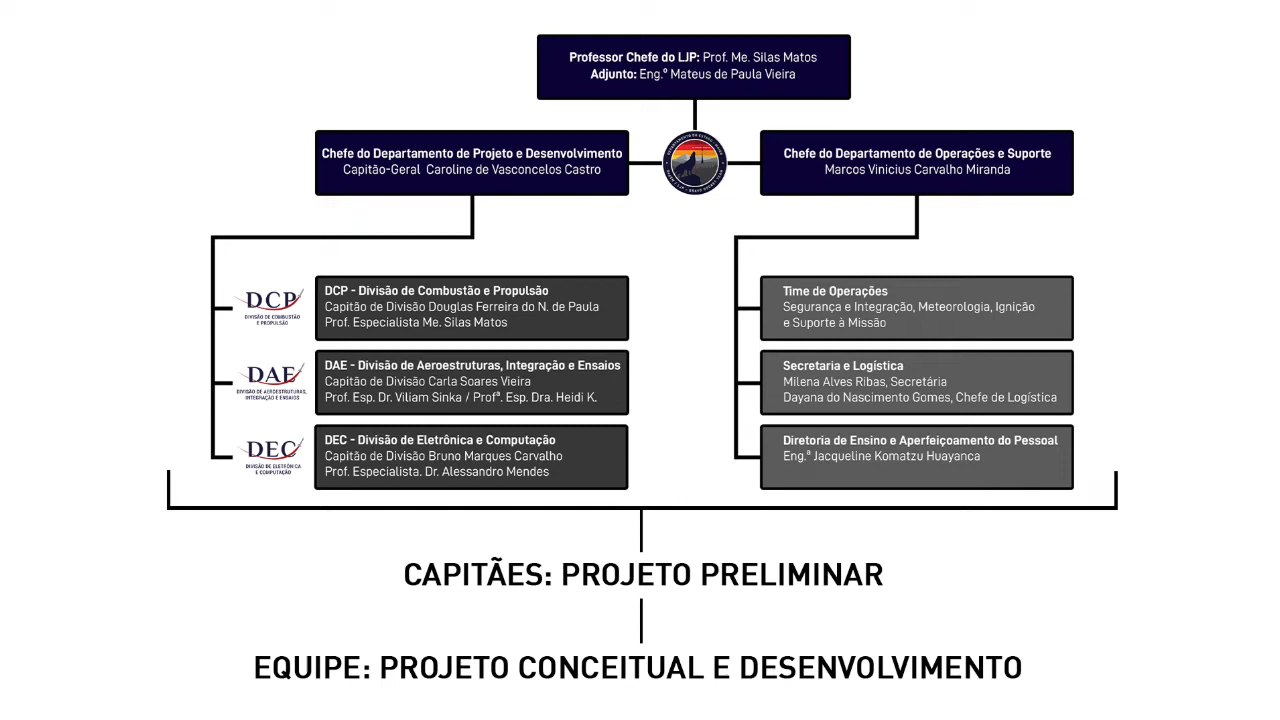 Professor Chefe do LJP: Prof. Me. Silas Matos
Adjunto: Eng.º Mateus de Paula Vieira
Chefe do Departamento de Projeto e Desenvolvimento
Capitão-Geral Caroline de Vasconcelos Castro
Chefe do Departamento de Operações e Suporte
Marcos Vinicius Carvalho Miranda
DCP
DIVISÃO DE COMBUSTÃO
E PROPULSÃO
DCP - Divisão de Combustão e Propulsão
Capitão de Divisão Douglas Ferreira do N. de Paula
Prof. Especialista Me. Silas Matos
DAE
DIVISÃO DE AEROESTRUTURAS,
INTEGRAÇÃO E ENSAIOS
DAE - Divisão de Aeroestruturas, Integração e Ensaios
Capitão de Divisão Carla Soares Vieira
Prof. Esp. Dr. Viliam Sinka / Profª. Esp. Dra. Heidi K.
DEC
DIVISÃO DE ELETRÔNICA
E COMPUTAÇÃO
DEC - Divisão de Eletrônica e Computação
Capitão de Divisão Bruno Marques Carvalho
Prof. Especialista. Dr. Alessandro Mendes
Time de Operações
Segurança e Integração, Meteorologia, Ignição
e Suporte à Missão
Secretaria e Logística
Milena Alves Ribas, Secretária
Dayana do Nascimento Gomes, Chefe de Logística
Diretoria de Ensino e Aperfeiçoamento do Pessoal
Eng.ª Jacqueline Komatzu Huayanca
CAPITÃES: PROJETO PRELIMINAR
EQUIPE: PROJETO CONCEITUAL E DESENVOLVIMENTO